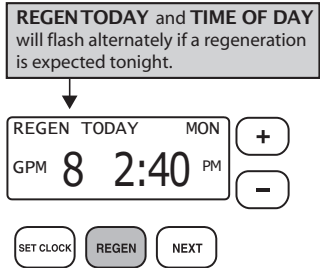 REGEN TODAY and TIME OF DAY
will flash alternately if a regeneration
is expected tonight.
REGEN TODAY MON
+
GPM 8 2:40 PM
-
SET CLOCK REGEN NEXT